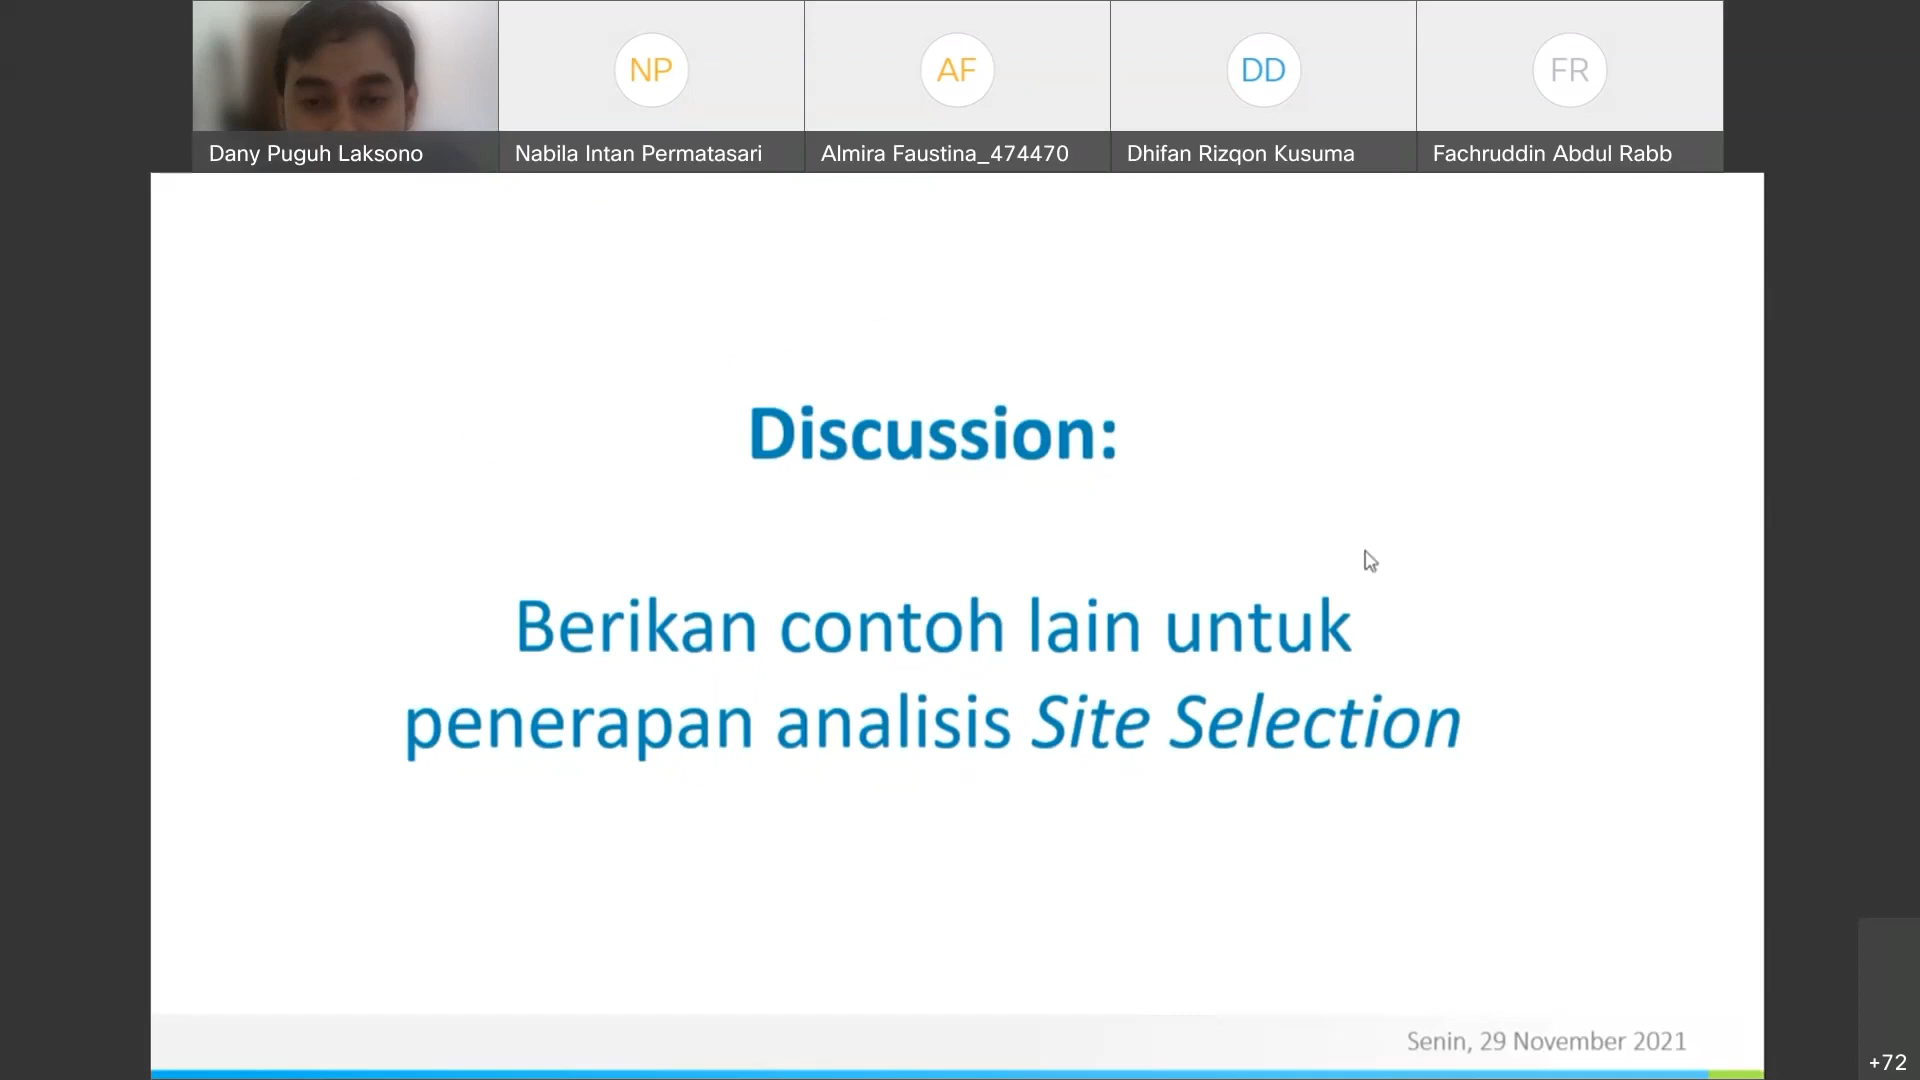 NP
AF
DD
FR
Dany Puguh Laksono
Nabila Intan Permatasari
Almira Faustina_474470
Dhifan Rizqon Kusuma
Fachruddin Abdul Rabb
Discussion:
Berikan contoh lain untuk
penerapan analisis Site Selection
Senin, 29 November 2021
+72